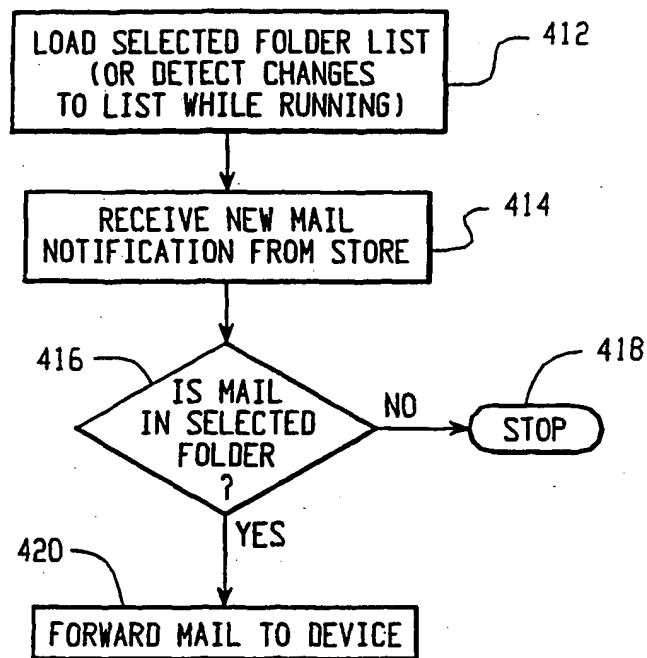 LOAD SELECTED FOLDER LIST
(OR DETECT CHANGES
TO LIST WHILE RUNNING)
412
RECEIVE NEW MAIL
NOTIFICATION FROM STORE
414
416
IS MAIL
IN SELECTED
FOLDER
?
NO
418
STOP
YES
420
FORWARD MAIL TO DEVICE